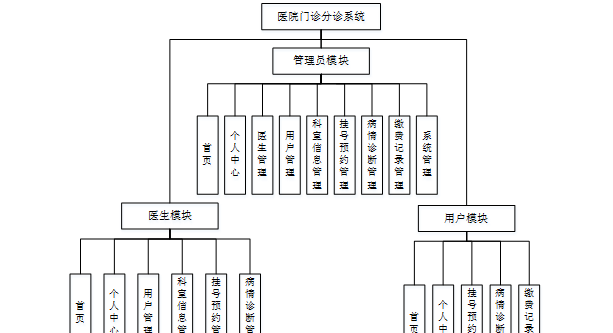 医院门诊分诊系统
管理员模块
首页
个人中心
医生管理
用户管理
科室信息管理
挂号预约管理
病情诊断管理
缴费记录管理
系统管理
医生模块
用户模块
首页
个人中心
用户管理
科室信息管
挂号预约管
病情诊断管
首页
个人中
挂号预约
病情诊断
缴费记录